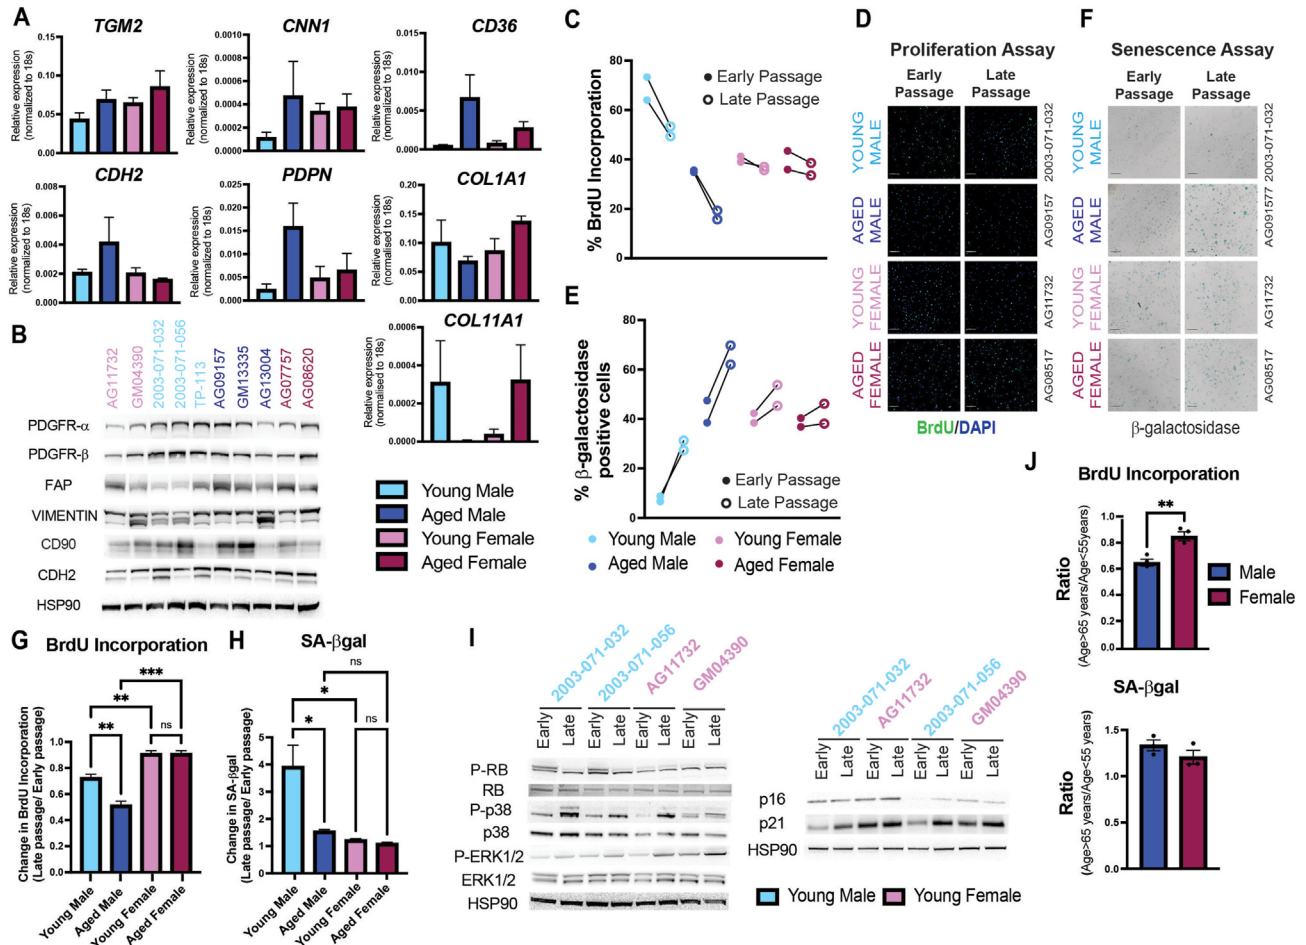 A
TGM2
Relative expression
(normalized to 18s)
0.15
0.10
0.05
0.00
CNN1
Relative expression
(normalized to 18s)
0.0010
0.0008
0.0006
0.0004
0.0002
0.0000
CD36
Relative expression
(normalized to 18s)
0.015
0.010
0.005
0.000
CDH2
Relative expression
(normalized to 18s)
0.008
0.006
0.004
0.002
0.000
PDPN
Relative expression
(normalized to 18s)
0.025
0.020
0.015
0.010
0.005
0.000
COL1A1
Relative expression
(normalised to 18s)
0.20
0.15
0.10
0.05
0.00
COL11A1
Relative expression
(normalised to 18s)
0.0006
0.0004
0.0002
0.0000
Young Male
Aged Male
Young Female
Aged Female
B
AG11732
GM04390
2003-071-032
2003-071-056
TP-113
AG09157
GM13335
AG13004
AG07757
AG08620
PDGFR-α
PDGFR-β
FAP
VIMENTIN
CD90
CDH2
HSP90
C
% BrdU Incorporation
80
60
40
20
0
Early Passage
Late Passage
D
Proliferation Assay
Early Passage
Late Passage
YOUNG MALE
2003-071-032
AGED MALE
AG09157
YOUNG FEMALE
AG11732
AGED FEMALE
AG08517
BrdU/DAPI
E
% β-galactosidase
positive cells
80
60
40
20
0
Early Passage
Late Passage
Young Male
Young Female
Aged Male
Aged Female
F
Senescence Assay
Early Passage
Late Passage
YOUNG MALE
2003-071-032
AGED MALE
AG091577
YOUNG FEMALE
AG11732
AGED FEMALE
AG08517
β-galactosidase
G
BrdU Incorporation
Change in BrdU Incorporation
(Late passage/ Early passage)
1.0
0.8
0.6
0.4
0.2
0.0
***
**
**
ns
Young Male
Aged Male
Young Female
Aged Female
H
SA-βgal
Change in SA-βgal
(Late passage/ Early passage)
5
4
3
2
1
0
ns
*
*
ns
Young Male
Aged Male
Young Female
Aged Female
I
2003-071-032
2003-071-056
AG11732
GM04390
Early
Late
Early
Late
Early
Late
Early
Late
P-RB
RB
P-p38
p38
P-ERK1/2
ERK1/2
HSP90
2003-071-032
AG11732
2003-071-056
GM04390
Early
Late
Early
Late
Early
Late
Early
Late
p16
p21
HSP90
Young Male
Young Female
J
BrdU Incorporation
Ratio
(Age>65 years/Age<55years)
1.0
0.8
0.6
0.4
0.2
0.0
**
Male
Female
SA-βgal
Ratio
(Age>65 years/Age<55 years)
1.5
1.0
0.5
0.0